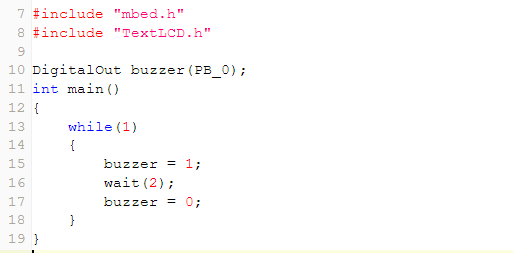 7 #include "mbed.h"
8 #include "TextLCD.h"
9
10 DigitalOut buzzer(PB_0);
11 int main()
12 {
13     while(1)
14     {
15         buzzer = 1;
16         wait(2);
17         buzzer = 0;
18     }
19 }